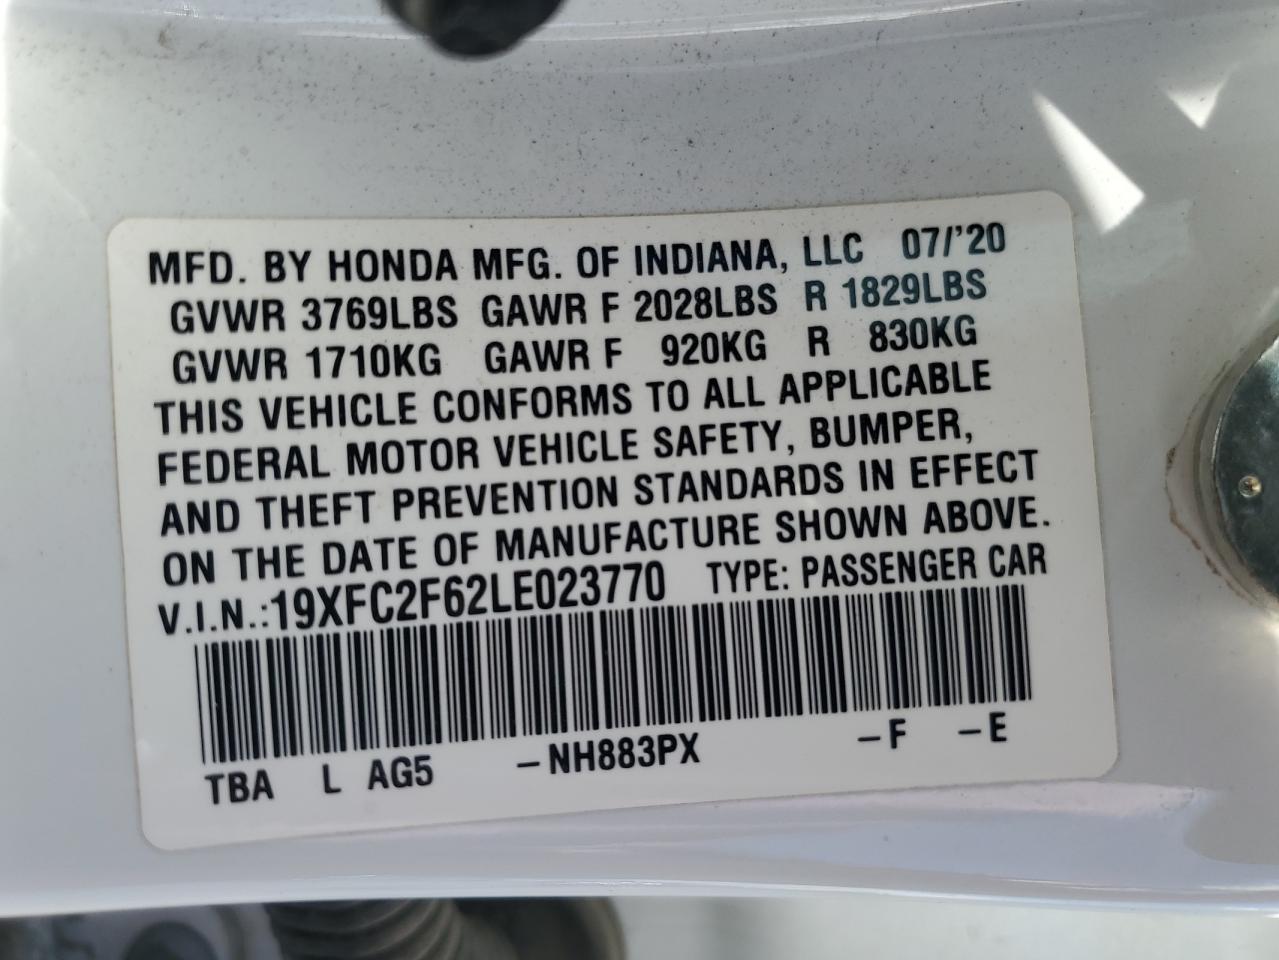 MFD. BY HONDA MFG. OF INDIANA, LLC 07/'20
GVWR 3769LBS GAWR F 2028LBS R 1829LBS
GVWR 1710KG GAWR F 920KG R 830KG
THIS VEHICLE CONFORMS TO ALL APPLICABLE
FEDERAL MOTOR VEHICLE SAFETY, BUMPER,
AND THEFT PREVENTION STANDARDS IN EFFECT
ON THE DATE OF MANUFACTURE SHOWN ABOVE.
V.I.N.:19XFC2F62LE023770 TYPE: PASSENGER CAR
TBA L AG5 –NH883PX –F –E